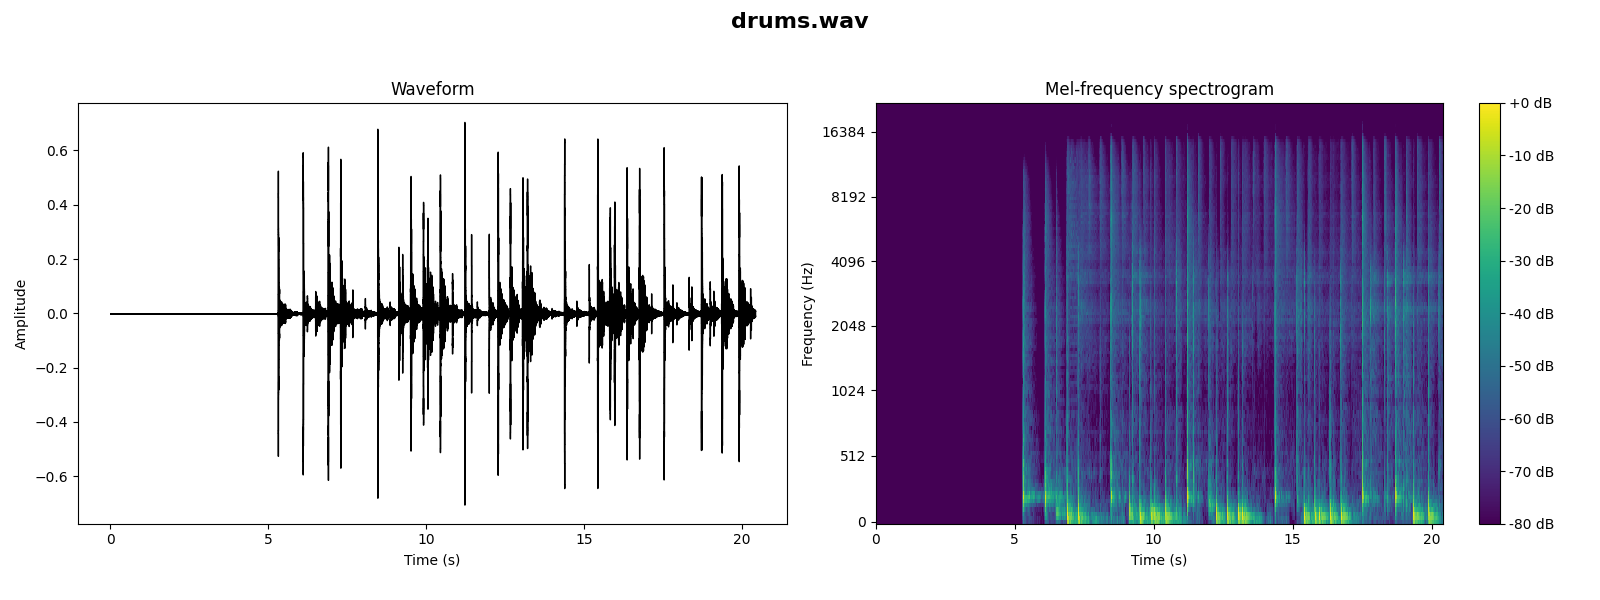 drums.wav
Waveform
Amplitude
0.6
0.4
0.2
0.0
−0.2
−0.4
−0.6
0
5
10
15
20
Time (s)
Mel-frequency spectrogram
Frequency (Hz)
16384
8192
4096
2048
1024
512
0
0
5
10
15
20
Time (s)
+0 dB
-10 dB
-20 dB
-30 dB
-40 dB
-50 dB
-60 dB
-70 dB
-80 dB